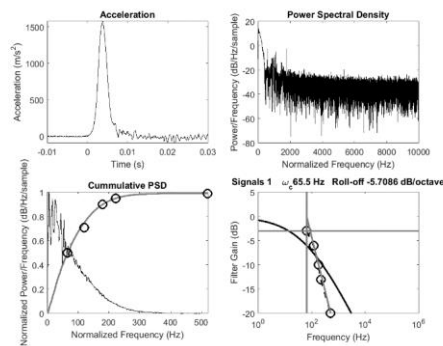 Acceleration
Acceleration (m/s²)
1500
1000
500
0
-0.01 0 0.01 0.02 0.03
Time (s)
Power Spectral Density
Power/Frequency (dB/Hz/sample)
20
0
-20
-40
-60
-80
0 2000 4000 6000 8000 10000
Normalized Frequency (Hz)
Cummulative PSD
Normalized Power/Frequency (dB/Hz/sample)
1
0.8
0.6
0.4
0.2
0
0 100 200 300 400 500
Normalized Frequency (Hz)
Signals 1 ωc 65.5 Hz Roll-off -5.7086 dB/octave
Filter Gain (dB)
5
0
-5
-10
-15
-20
10⁰ 10² 10⁴ 10⁶
Frequency (Hz)